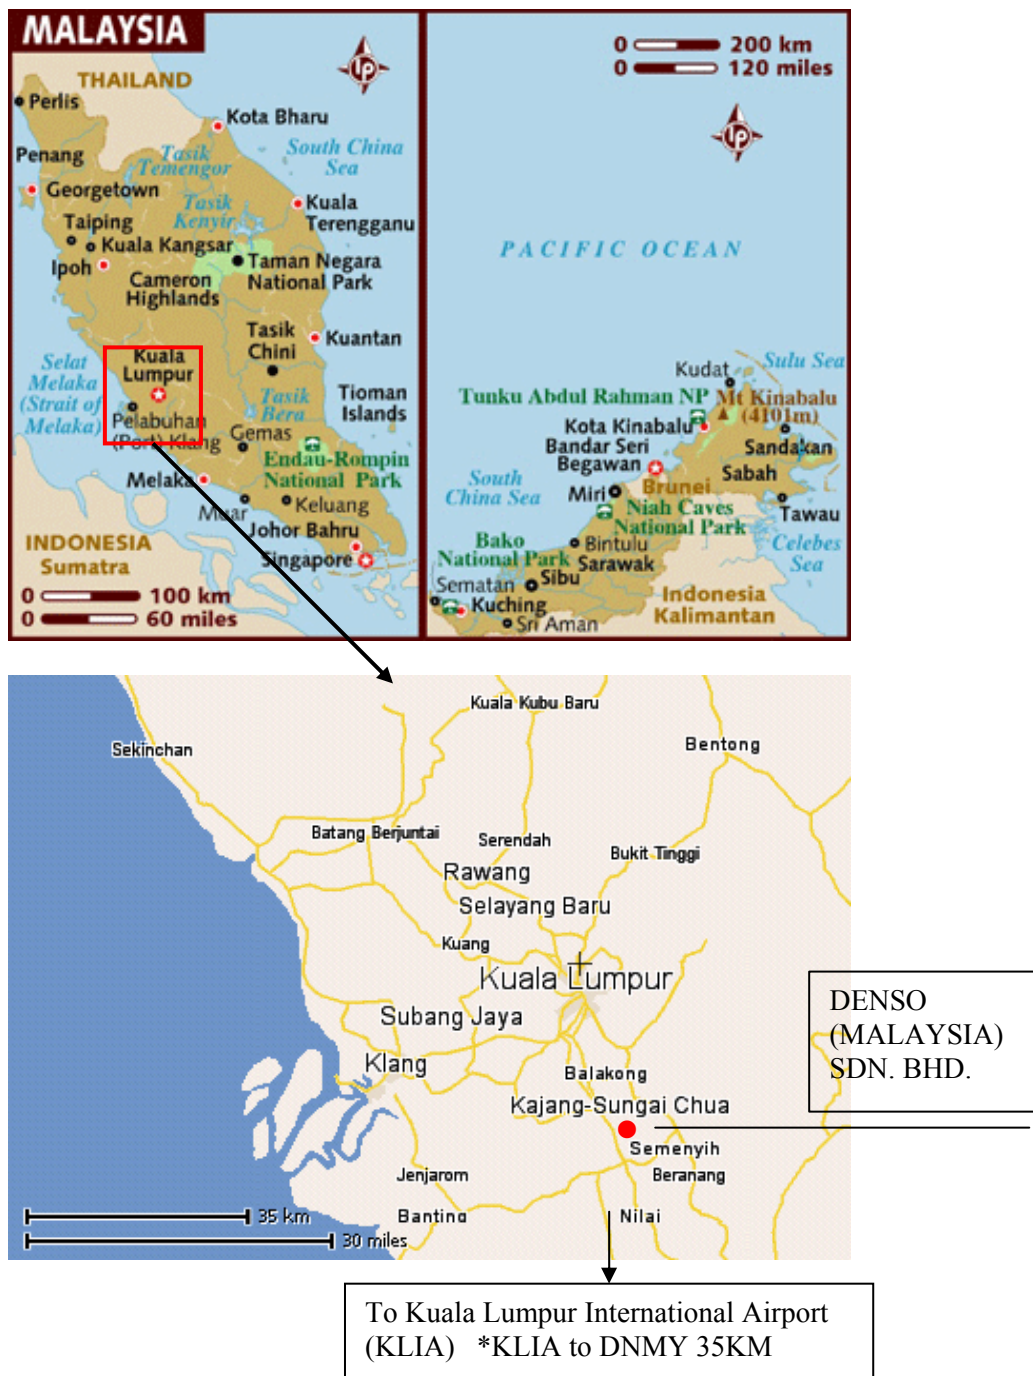 MALAYSIA
THAILAND
Perlis
Kota Bharu
Penang
Tasik
Temengor
South China
Sea
Georgetown
Tasik
Kenyir
Kuala
Terengganu
Taiping
Kuala Kangsar
Ipoh
Taman Negara
National Park
Cameron
Highlands
Tasik
Chini
Kuantan
Kuala
Lumpur
Selat
Melaka
(Strait of
Melaka)
Tasik
Bera
Tioman
Islands
Pelabuhan
(Port) Klang
Gemas
Endau-Rompin
National Park
Melaka
Muar
Keluang
Johor Bahru
Singapore
INDONESIA
Sumatra
0 100 km
0 60 miles
lp
0 200 km
0 120 miles
lp
PACIFIC OCEAN
Sulu Sea
Kudat
Tunku Abdul Rahman NP
Mt Kinabalu
(4101m)
Kota Kinabalu
Bandar Seri
Begawan
Sandakan
Sabah
South
China Sea
Brunei
Miri
Niah Caves
National Park
Tawau
Celebes
Sea
Bako
National Park
Bintulu
Sarawak
Sematan
Sibu
Kuching
Sri Aman
Indonesia
Kalimantan
Kuala Kubu Baru
Sekinchan
Bentong
Batang Berjuntai
Serendah
Bukit Tinggi
Rawang
Selayang Baru
Kuang
Kuala Lumpur
Subang Jaya
Klang
Balakong
Kajang-Sungai Chua
Semenyih
Jenjarom
Beranang
Banting
Nilai
35 km
30 miles
DENSO
(MALAYSIA)
SDN. BHD.
To Kuala Lumpur International Airport
(KLIA) *KLIA to DNMY 35KM